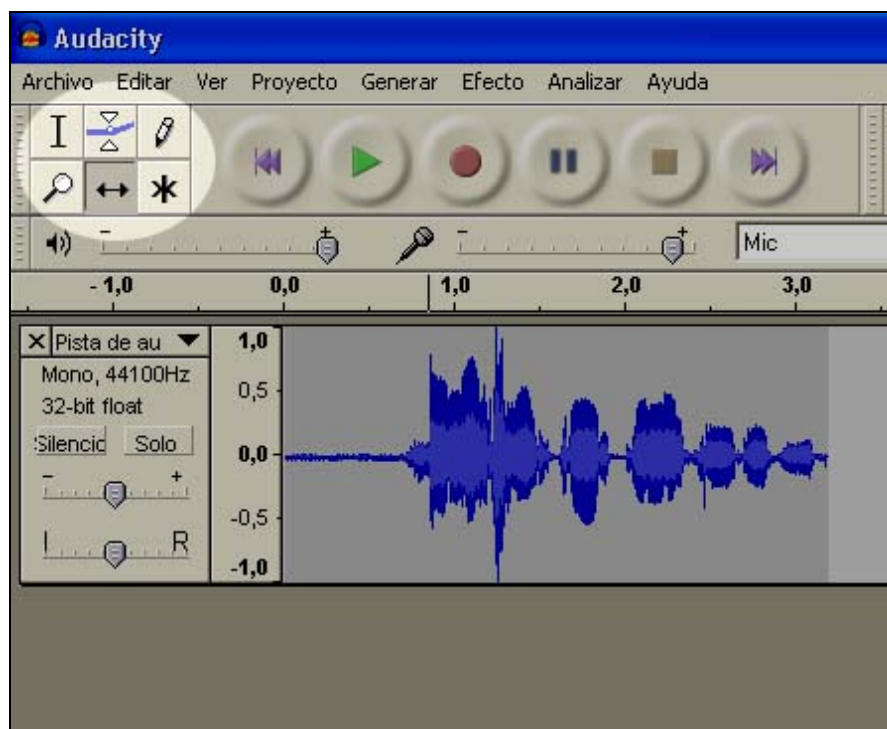 Audacity
Archivo Editar Ver Proyecto Generar Efecto Analizar Ayuda
- + - + Mic
- 1,0 0,0 1,0 2,0 3,0
X Pista de au
Mono, 44100Hz
32-bit float
Silencio Solo
- +
I R
1,0
0,5
0,0
-0,5
-1,0